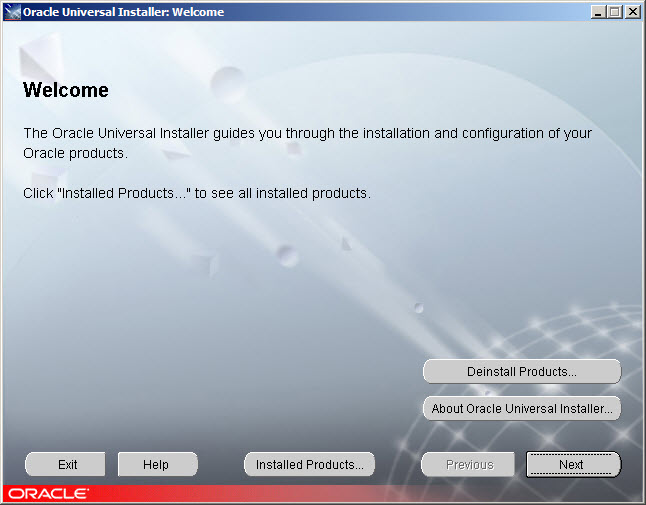 Oracle Universal Installer: Welcome
Welcome
The Oracle Universal Installer guides you through the installation and configuration of your
Oracle products.
Click "Installed Products..." to see all installed products.
Deinstall Products...
About Oracle Universal Installer...
Exit
Help
Installed Products...
Previous
Next
ORACLE